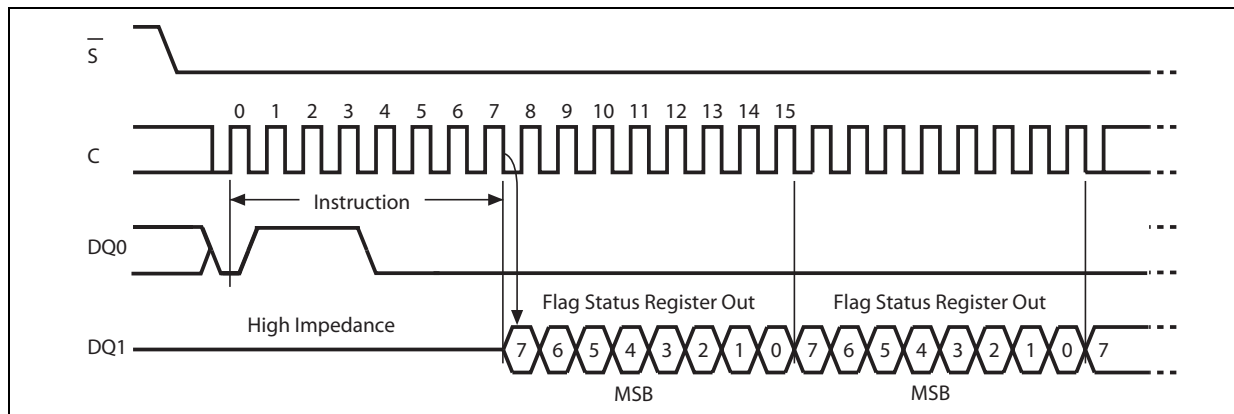 S
0 1 2 3 4 5 6 7 8 9 10 11 12 13 14 15
C
Instruction
DQ0
Flag Status Register Out Flag Status Register Out
High Impedance
DQ1 7 6 5 4 3 2 1 0 7 6 5 4 3 2 1 0 7
MSB MSB